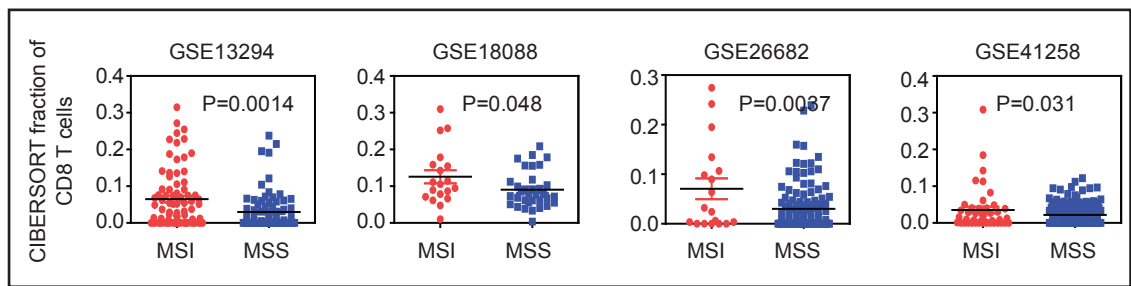 CIBERSORT fraction of
CD8 T cells
GSE13294
P=0.0014
0.4
0.3
0.2
0.1
0.0
MSI MSS
GSE18088
P=0.048
0.4
0.3
0.2
0.1
0.0
MSI MSS
GSE26682
P=0.0037
0.3
0.2
0.1
0.0
MSI MSS
GSE41258
P=0.031
0.4
0.3
0.2
0.1
0.0
MSI MSS